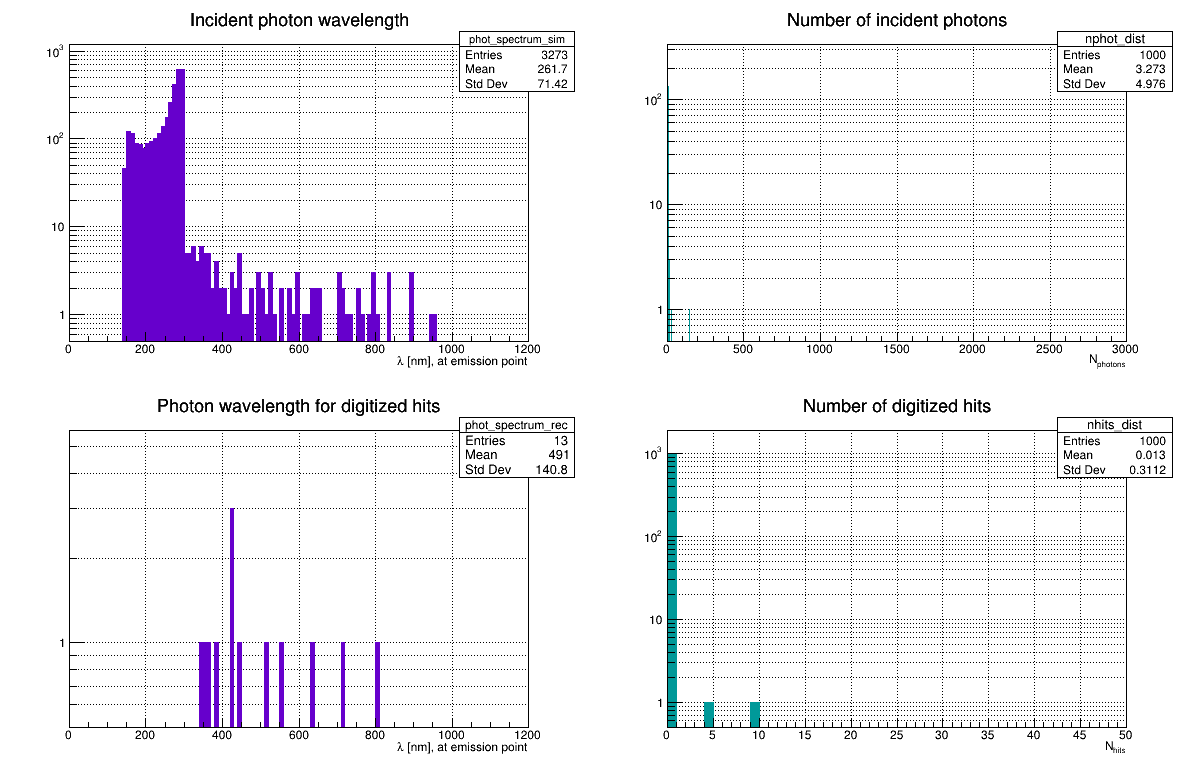 Incident photon wavelength
phot_spectrum_sim
Entries 3273
Mean 261.7
Std Dev 71.42
10³
10²
10
1
0 200 400 600 800 1000 1200
λ [nm], at emission point
Number of incident photons
nphot_dist
Entries 1000
Mean 3.273
Std Dev 4.976
10²
10
1
0 500 1000 1500 2000 2500 3000
Nphotons
Photon wavelength for digitized hits
phot_spectrum_rec
Entries 13
Mean 491
Std Dev 140.8
1
0 200 400 600 800 1000 1200
λ [nm], at emission point
Number of digitized hits
nhits_dist
Entries 1000
Mean 0.013
Std Dev 0.3112
10³
10²
10
1
0 5 10 15 20 25 30 35 40 45 50
Nhits